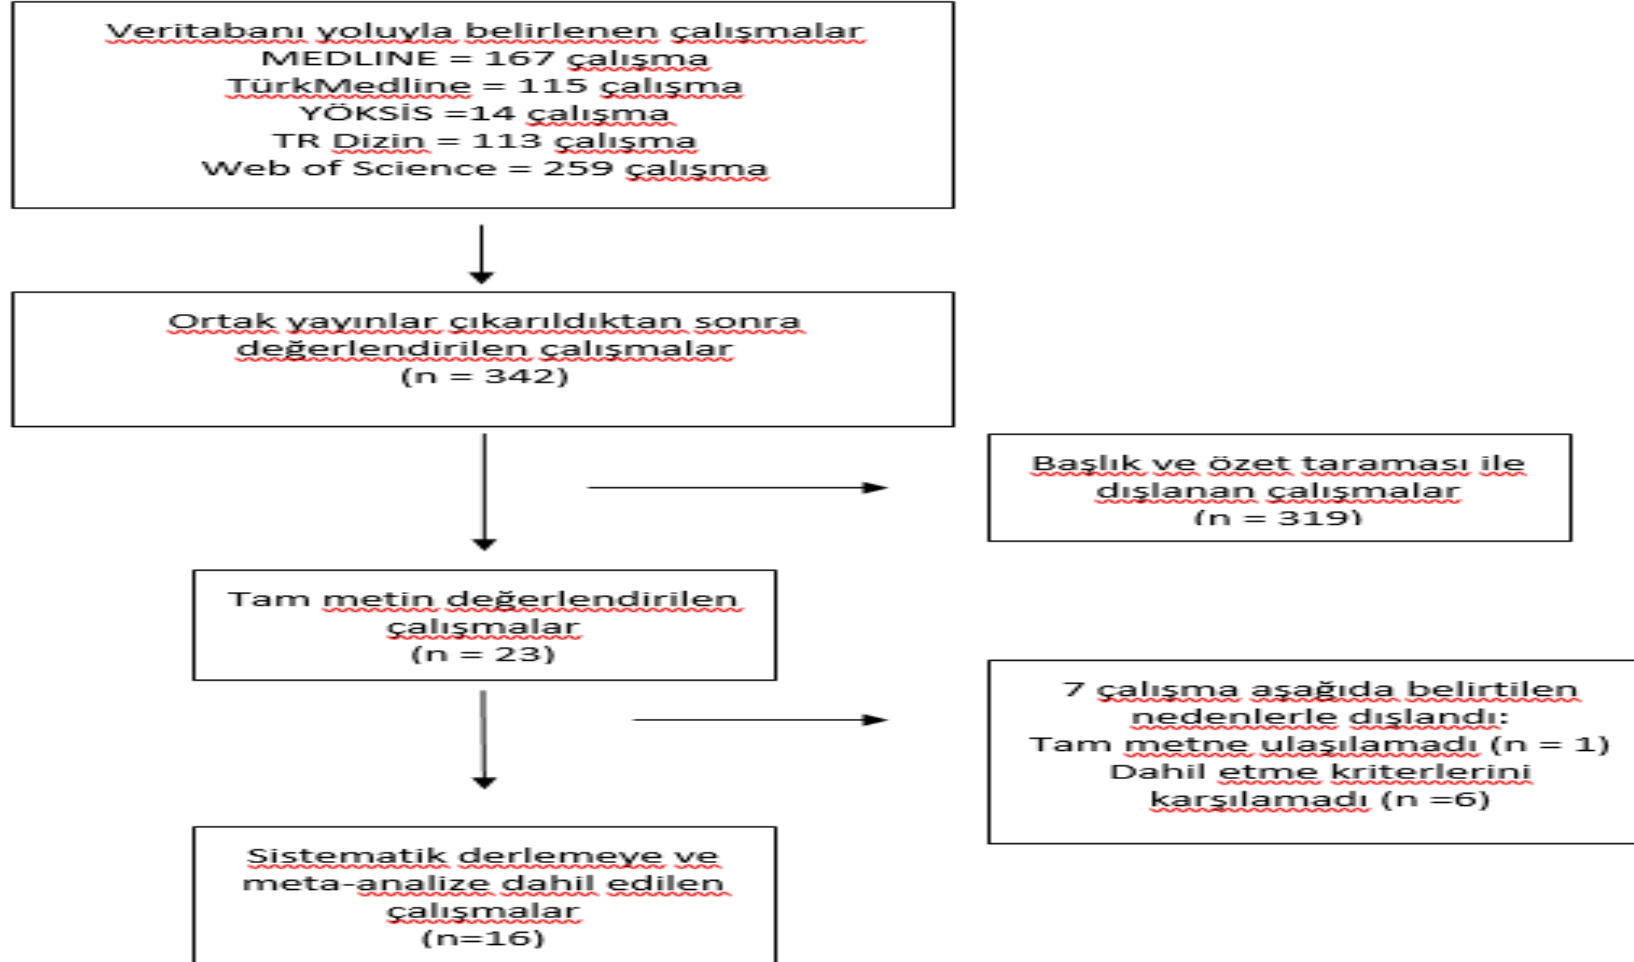 Veritabanı yoluyla belirlenen çalışmalar
MEDLINE = 167 çalışma
TürkMedline = 115 çalışma
YÖKSİS =14 çalışma
TR Dizin = 113 çalışma
Web of Science = 259 çalışma
Ortak yayınlar çıkarıldıktan sonra
değerlendirilen çalışmalar
(n = 342)
Başlık ve özet taraması ile
dışlanan çalışmalar
(n = 319)
Tam metin değerlendirilen
çalışmalar
(n = 23)
7 çalışma aşağıda belirtilen
nedenlerle dışlandı:
Tam metne ulaşılamadı (n = 1)
Dahil etme kriterlerini
karşılamadı (n =6)
Sistematik derlemeye ve
meta-analize dahil edilen
çalışmalar
(n=16)